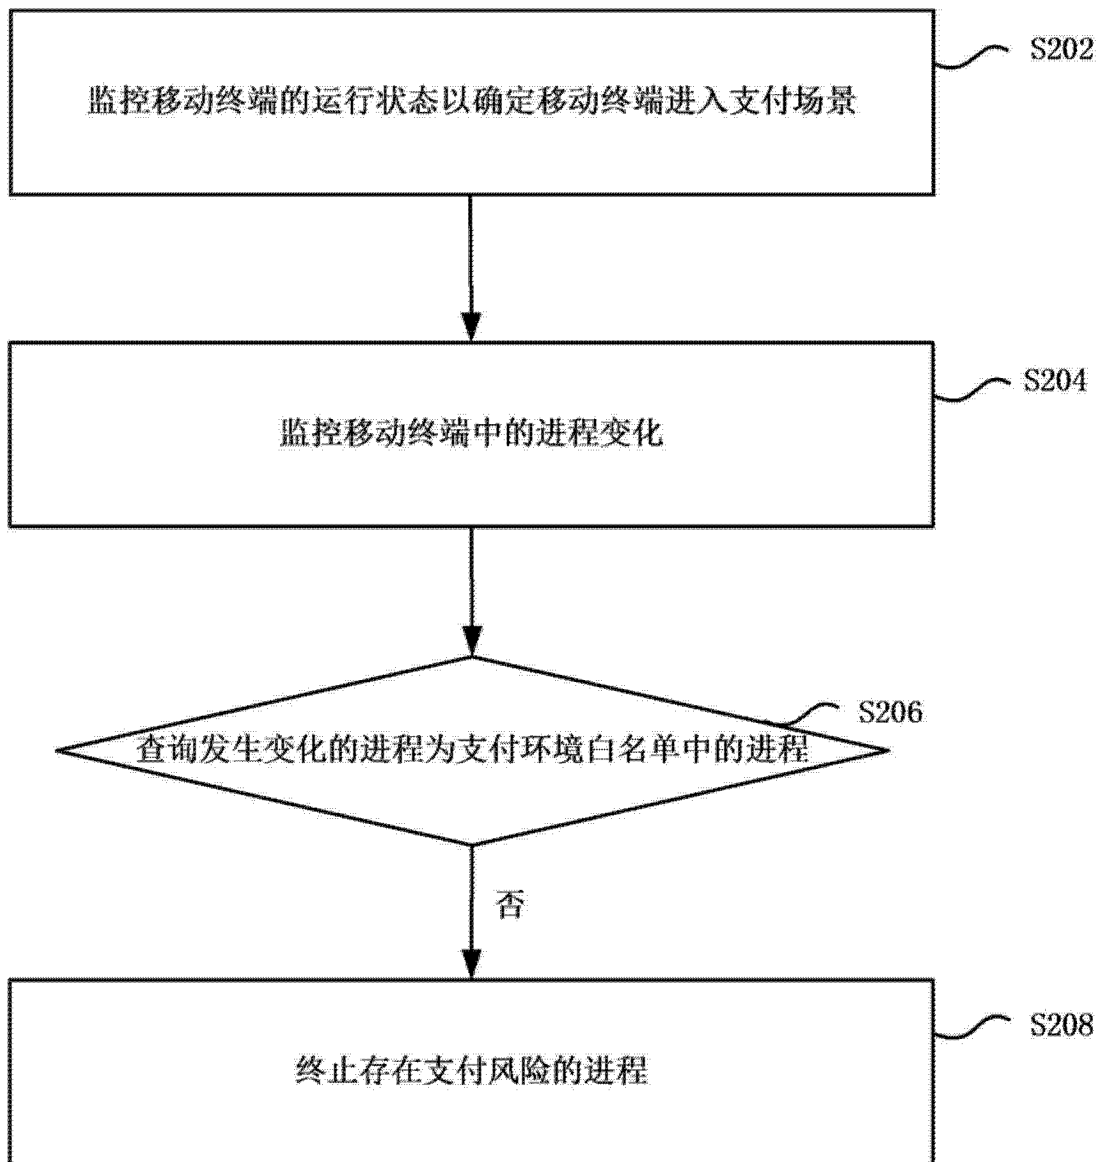 监控移动终端的运行状态以确定移动终端进入支付场景
S202
监控移动终端中的进程变化
S204
查询发生变化的进程为支付环境白名单中的进程
S206
否
终止存在支付风险的进程
S208